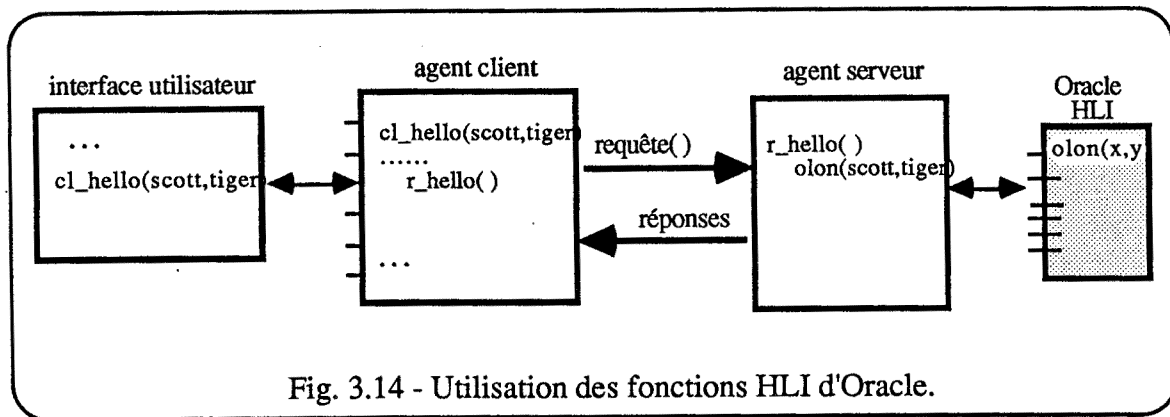 interface utilisateur
...
cl_hello(scott,tiger)
agent client
cl_hello(scott,tiger)
......
r_hello( )
...
requête( )
réponses
agent serveur
r_hello( )
olon(scott,tiger)
Oracle
HLI
olon(x,y
Fig. 3.14 - Utilisation des fonctions HLI d'Oracle.